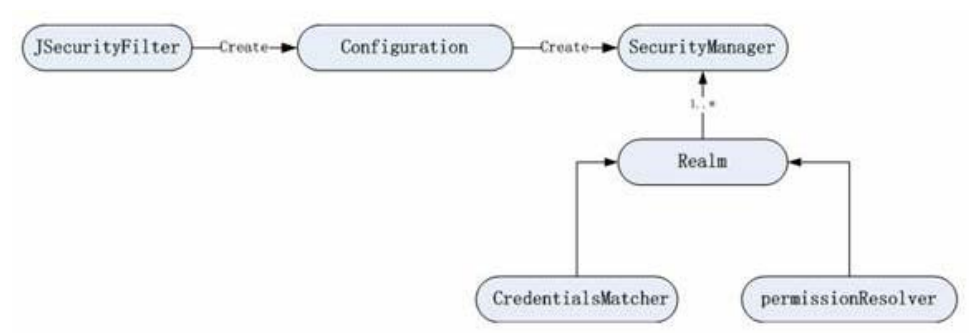 JSecurityFilter
Create
Configuration
Create
SecurityManager
1..*
Realm
CredentialsMatcher
permissionResolver